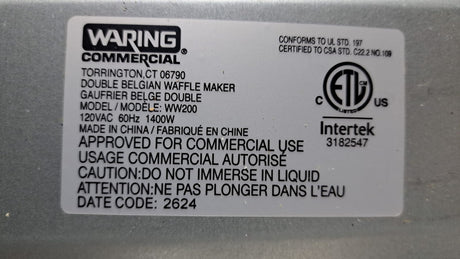 WARING
COMMERCIAL®
TORRINGTON,CT 06790
DOUBLE BELGIAN WAFFLE MAKER
GAUFRIER BELGE DOUBLE
MODEL / MODÈLE: WW200
120VAC 60Hz 1400W
MADE IN CHINA / FABRIQUÉ EN CHINE
APPROVED FOR COMMERCIAL USE
USAGE COMMERCIAL AUTORISÉ
CAUTION:DO NOT IMMERSE IN LIQUID
ATTENTION:NE PAS PLONGER DANS L'EAU
DATE CODE: 2624
CONFORMS TO UL STD. 197
CERTIFIED TO CSA STD. C22.2 NO.109
C ETL US
Intertek
3182547